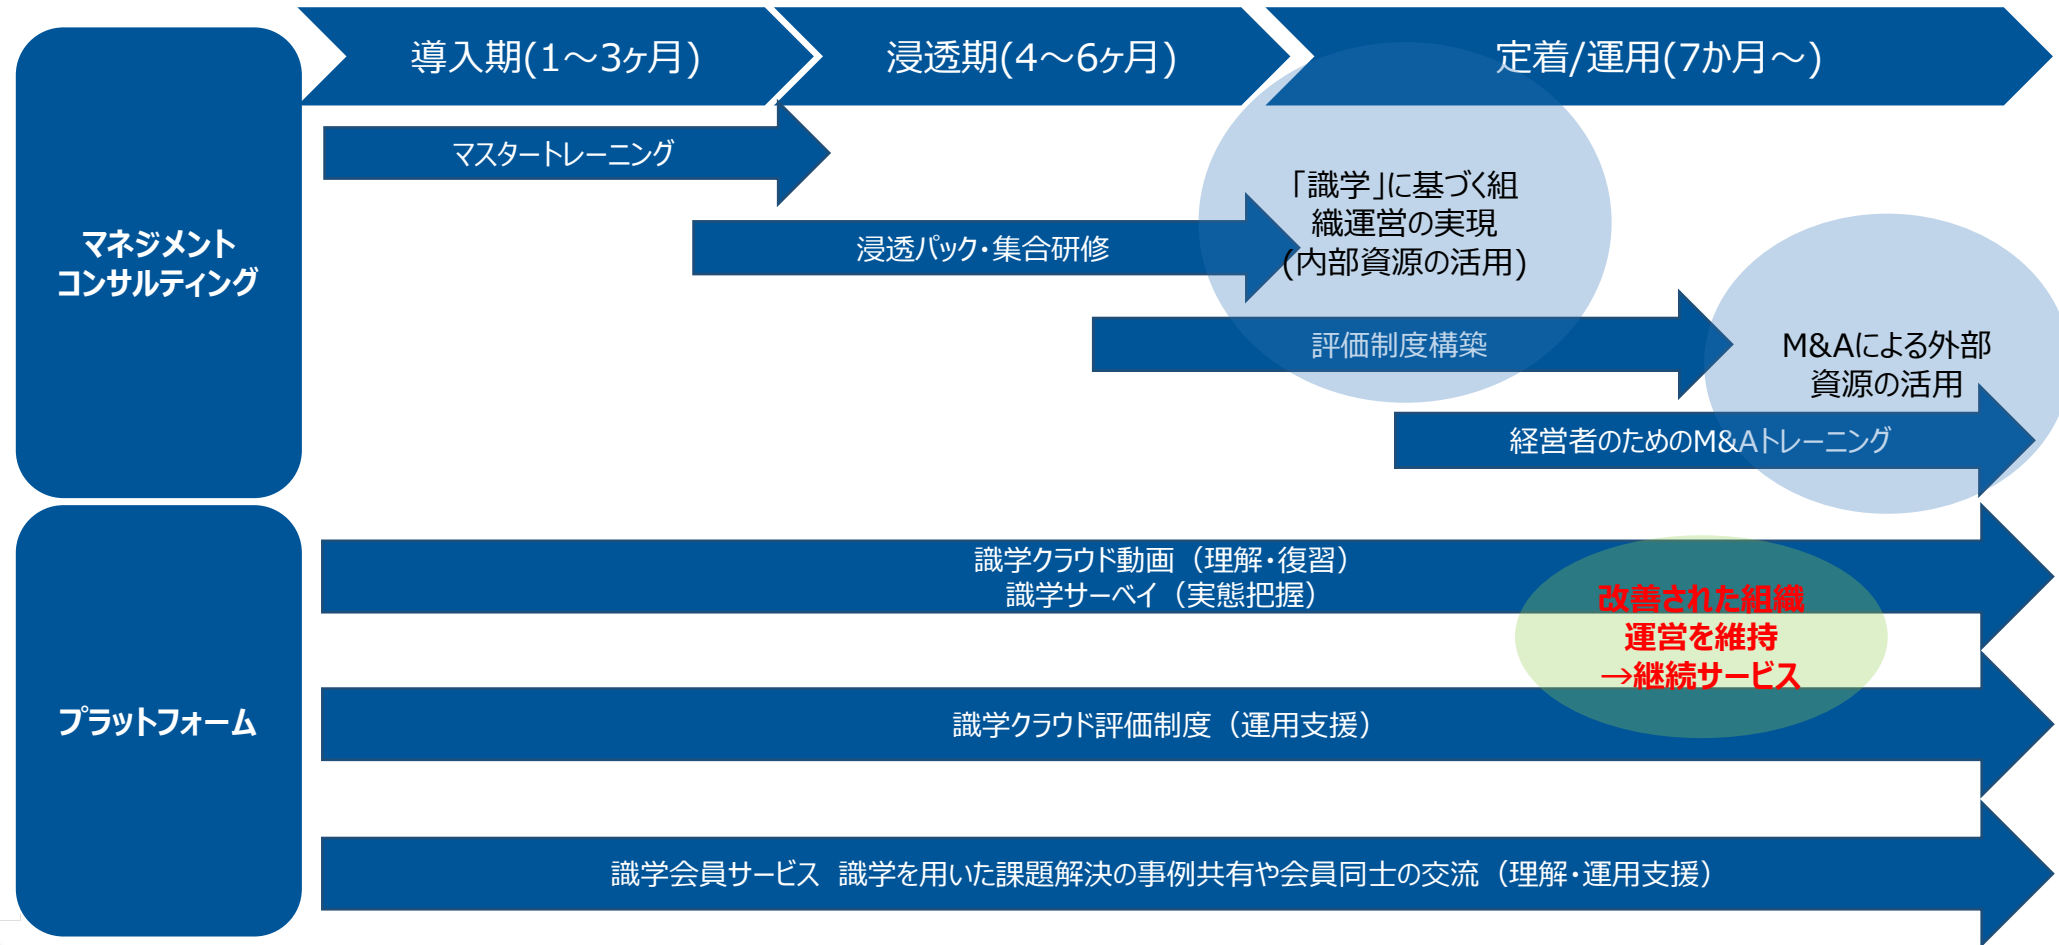 導入期(1～3ヶ月)
浸透期(4～6ヶ月)
定着/運用(7か月～)
マネジメント
コンサルティング
マスタートレーニング
浸透パック・集合研修
「識学」に基づく組
織運営の実現
(内部資源の活用)
評価制度構築
M&Aによる外部
資源の活用
経営者のためのM&Aトレーニング
プラットフォーム
識学クラウド動画（理解・復習）
識学サーベイ（実態把握）
改善された組織
運営を維持
→継続サービス
識学クラウド評価制度（運用支援）
識学会員サービス　識学を用いた課題解決の事例共有や会員同士の交流（理解・運用支援）